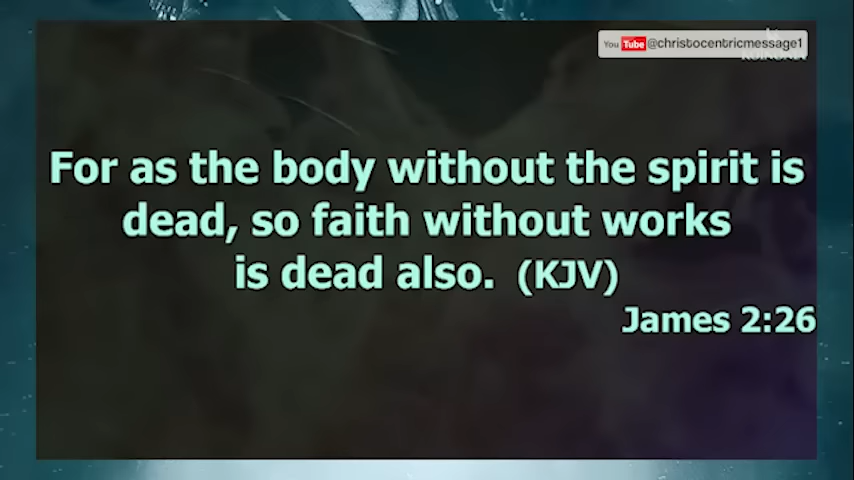 You Tube @christocentricmessage1
For as the body without the spirit is
dead, so faith without works
is dead also. (KJV)
James 2:26